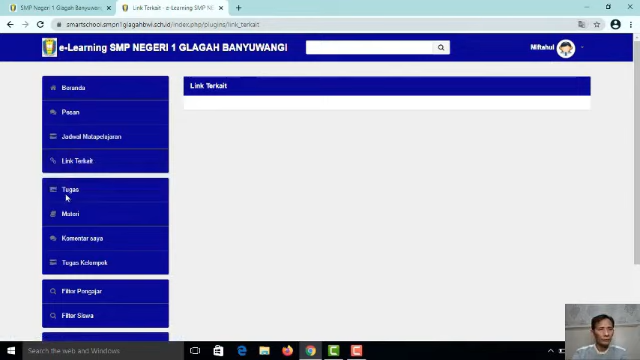 SMP NEGERI 1 GLAGAH BANYUW
Link Terkait - e-Learning SMP NE
smartschool.smpn1glagahbwi.sch.id/index.php/plugins/link_terkait
e-Learning SMP NEGERI 1 GLAGAH BANYUWANGI
Niftahul
Beranda
Pesan
Jadwal Matapelajaran
Link Terkait
Link Terkait
Tugas
Materi
Komentar saya
Tugas Kelompok
Filter Pengajar
Filter Siswa
Search the web and Windows